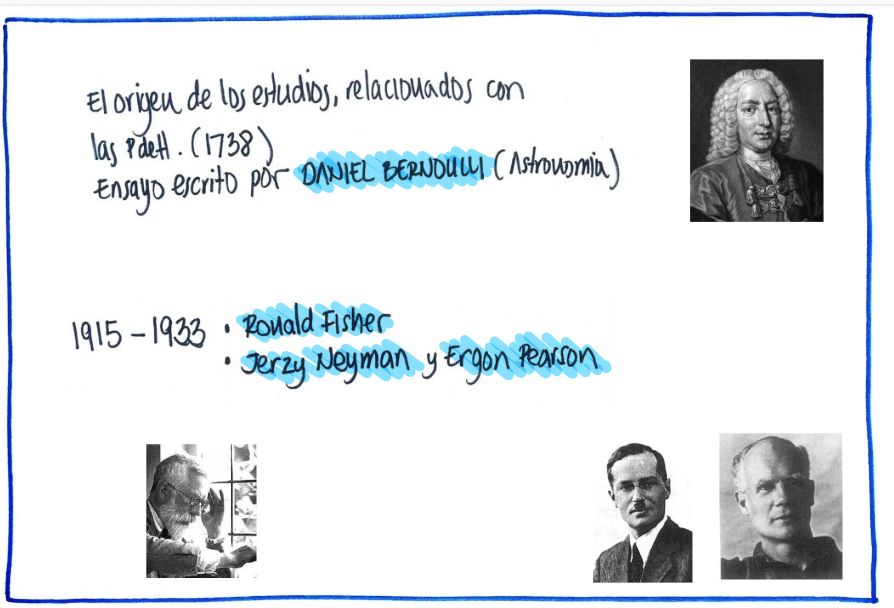 El origen de los estudios, relacionados con
las PdeH. (1738)
Ensayo escrito por DANIEL BERNOULLI (Astronomia)
1915-1933 • Ronald Fisher
• Jerzy Neyman y Ergon Pearson